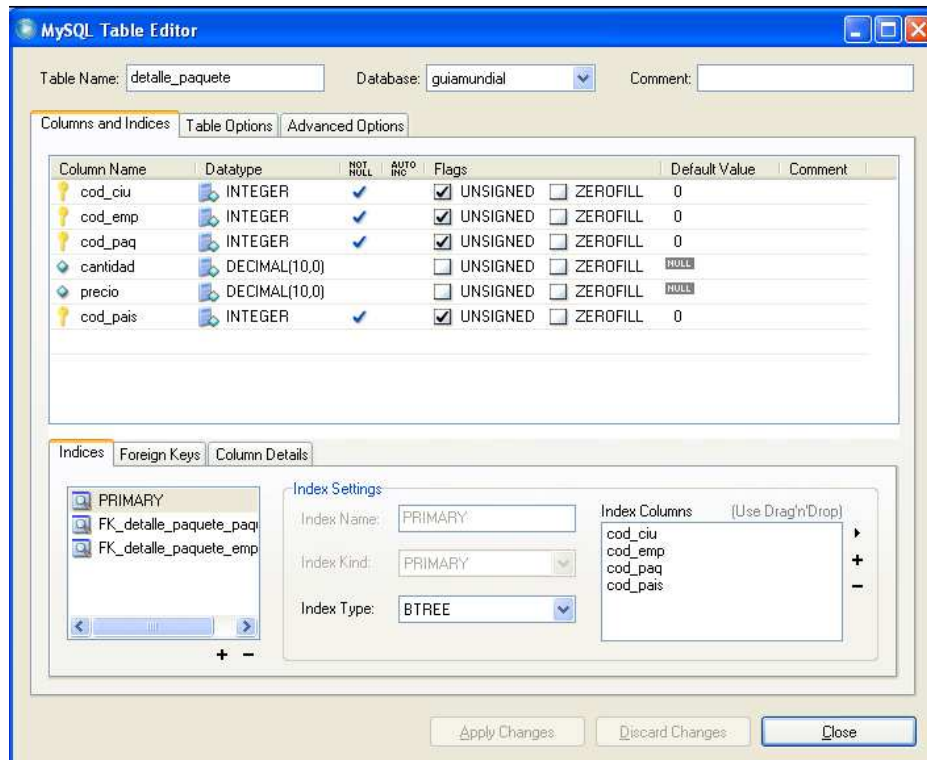 MySQL Table Editor
Table Name: detalle_paquete Database: guiamundial Comment:
Columns and Indices Table Options Advanced Options
Column Name Datatype NOT NULL AUTO INC Flags Default Value Comment
cod_ciu INTEGER UNSIGNED ZEROFILL 0
cod_emp INTEGER UNSIGNED ZEROFILL 0
cod_paq INTEGER UNSIGNED ZEROFILL 0
cantidad DECIMAL(10,0) UNSIGNED ZEROFILL NULL
precio DECIMAL(10,0) UNSIGNED ZEROFILL NULL
cod_pais INTEGER UNSIGNED ZEROFILL 0
Indices Foreign Keys Column Details
PRIMARY
FK_detalle_paquete_paqu
FK_detalle_paquete_emp
Index Settings
Index Name: PRIMARY
Index Kind: PRIMARY
Index Type: BTREE
Index Columns (Use Drag'n'Drop)
cod_ciu
cod_emp
cod_paq
cod_pais
Apply Changes Discard Changes Close